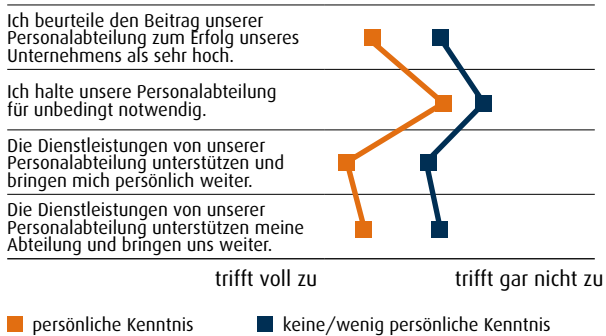 Ich beurteile den Beitrag unserer
Personalabteilung zum Erfolg unseres
Unternehmens als sehr hoch.
Ich halte unsere Personalabteilung
für unbedingt notwendig.
Die Dienstleistungen von unserer
Personalabteilung unterstützen und
bringen mich persönlich weiter.
Die Dienstleistungen von unserer
Personalabteilung unterstützen meine
Abteilung und bringen uns weiter.
trifft voll zu trifft gar nicht zu
persönliche Kenntnis keine/wenig persönliche Kenntnis